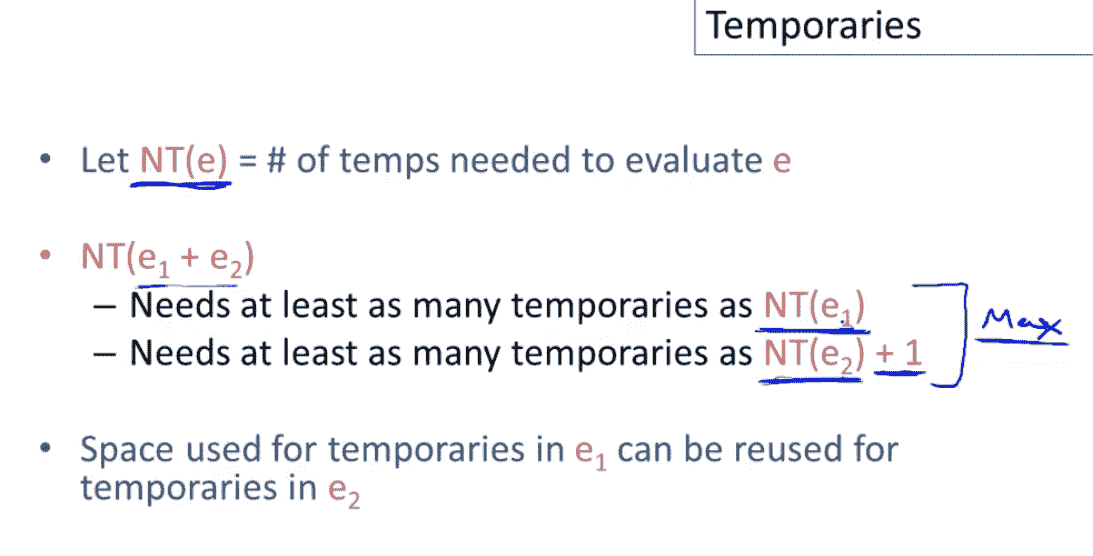 Temporaries
• Let NT(e) = # of temps needed to evaluate e
• NT(e₁ + e₂)
– Needs at least as many temporaries as NT(e₁)
– Needs at least as many temporaries as NT(e₂) + 1
Max
• Space used for temporaries in e₁ can be reused for
temporaries in e₂